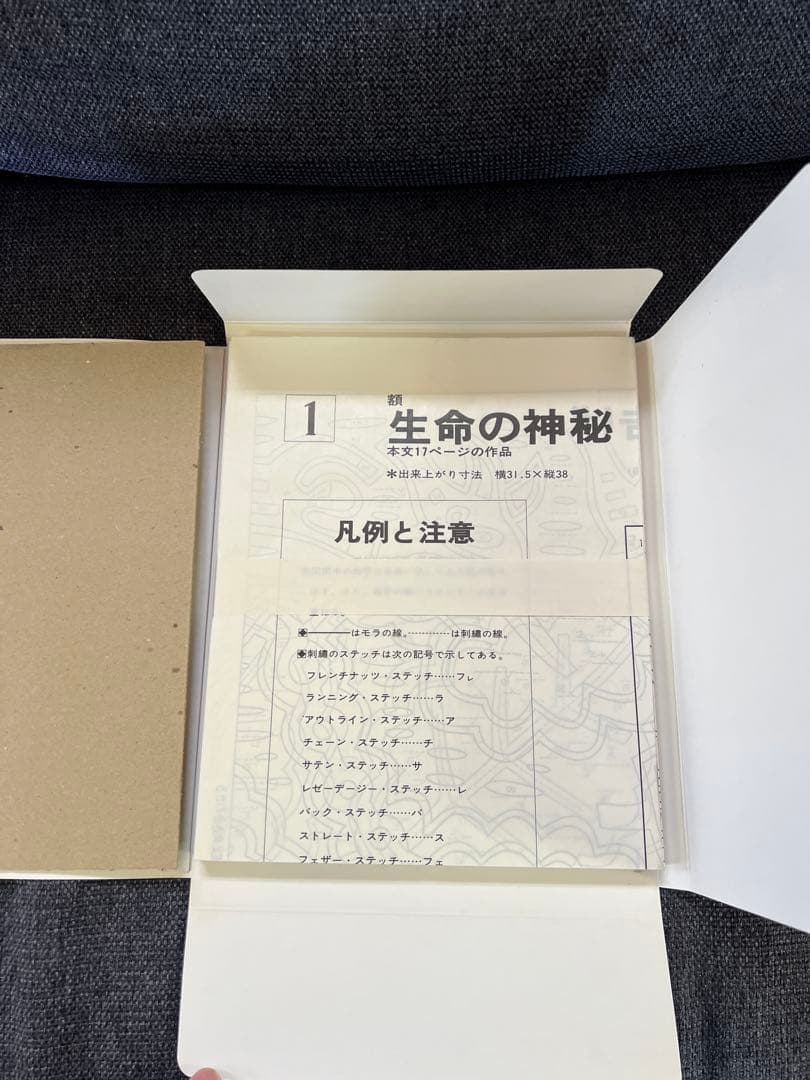 1
額
生命の神秘
本文17ページの作品
*出来上がり寸法 横31.5×縦38
凡例と注意
◈———はモラの線。…………は刺繡の線。
◈刺繡のステッチは次の記号で示してある。
フレンチナッツ・ステッチ……フレ
ランニング・ステッチ……ラ
アウトライン・ステッチ……ア
チェーン・ステッチ……チ
サテン・ステッチ……サ
レゼーデージー・ステッチ……レ
バック・ステッチ……バ
ストレート・ステッチ……ス
フェザー・ステッチ……フェ